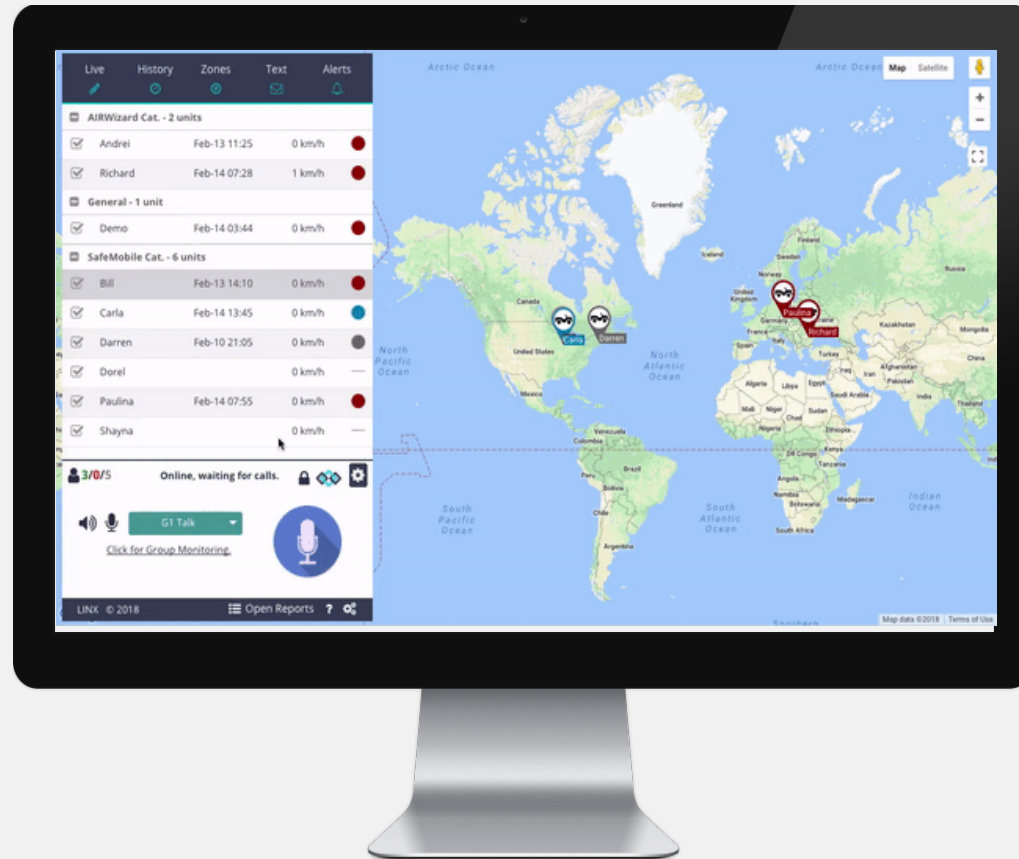 Live History Zones Text Alerts
AIRWizard Cat. - 2 units
Andrei Feb-13 11:25 0 km/h
Richard Feb-14 07:28 1 km/h
General - 1 unit
Demo Feb-14 03:44 0 km/h
SafeMobile Cat. - 6 units
Bill Feb-13 14:10 0 km/h
Carla Feb-14 13:45 0 km/h
Darren Feb-10 21:05 0 km/h
Dorel 0 km/h
Paulina Feb-14 07:55 0 km/h
Shayna 0 km/h
3/0/5 Online, waiting for calls.
G1 Talk
Click for Group Monitoring.
LINX © 2018 Open Reports ?
Arctic Ocean
Arctic Ocean
Map Satellite
+
−
Greenland
Iceland
Finland
Sweden
Norway
Russia
United Kingdom
Canada
Paulina
Germany
Richard
Carla
Darren
France
Italy
Spain
Turkey
Kazakhstan
Mongolia
China
United States
North Pacific Ocean
North Atlantic Ocean
Iraq
Iran
Afghanistan
Pakistan
Algeria
Libya
Egypt
Saudi Arabia
India
Thailand
Mexico
Mali
Niger
Chad
Sudan
Nigeria
Ethiopia
Venezuela
Colombia
DR Congo
Kenya
Tanzania
Brazil
Peru
Bolivia
Angola
Namibia
Botswana
Madagascar
Indian Ocean
South Pacific Ocean
South Atlantic Ocean
Chile
South Africa
Argentina
Map data ©2018 Terms of Use